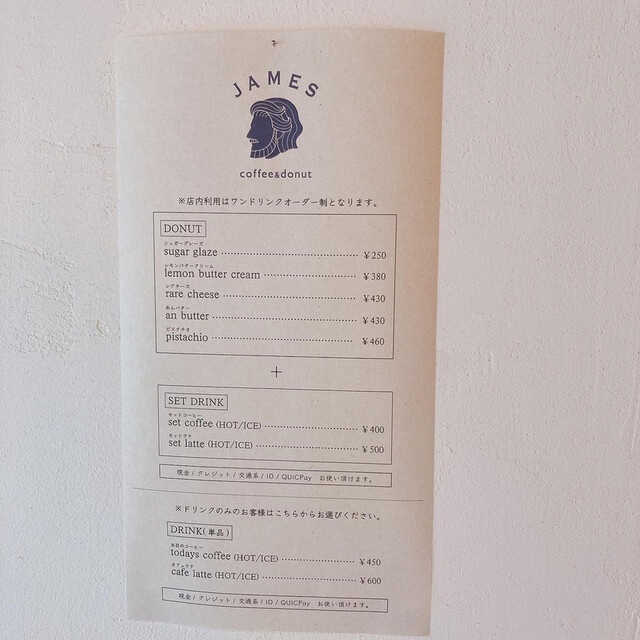 JAMES
coffee&donut
※店内利用はワンドリンクオーダー制となります。
DONUT
シュガーグレーズ
sugar glaze ¥250
レモンバタークリーム
lemon butter cream ¥380
レアチーズ
rare cheese ¥430
あんバター
an butter ¥430
ピスタチオ
pistachio ¥460
+
SET DRINK
セットコーヒー
set coffee (HOT/ICE) ¥400
セットラテ
set latte (HOT/ICE) ¥500
現金 / クレジット / 交通系 / ID / QUICPay お使い頂けます。
※ドリンクのみのお客様はこちらからお選びください。
DRINK(単品)
本日のコーヒー
todays coffee (HOT/ICE) ¥450
カフェラテ
cafe latte (HOT/ICE) ¥600
現金 / クレジット / 交通系 / ID / QUICPay お使い頂けます。